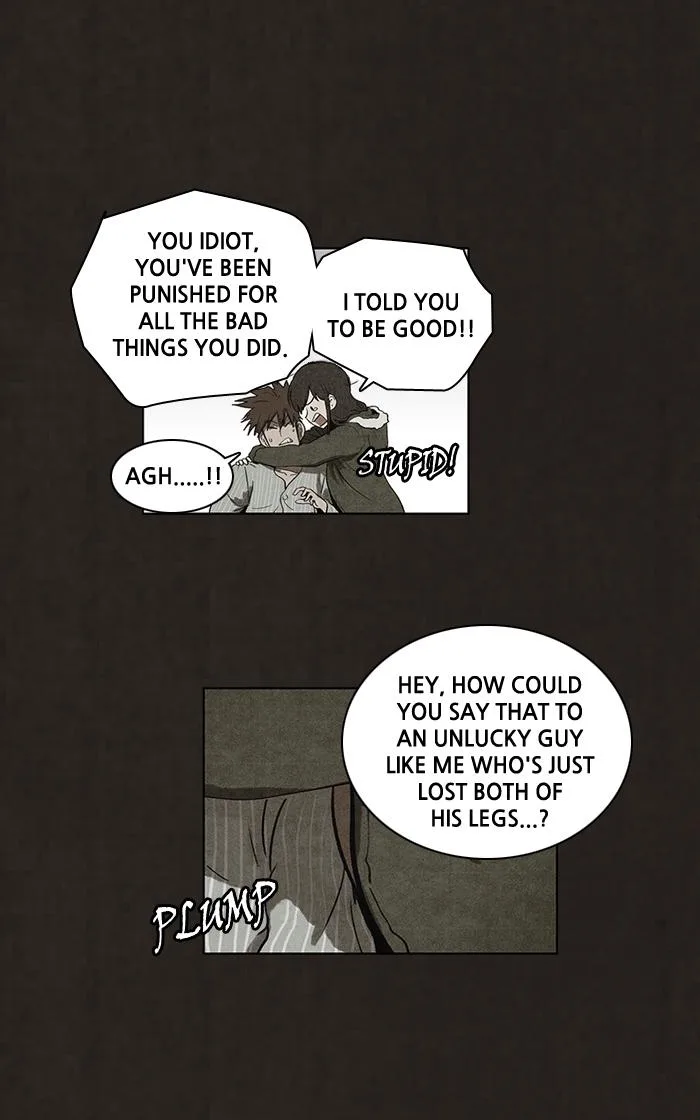 YOU IDIOT,
YOU'VE BEEN
PUNISHED FOR
ALL THE BAD
THINGS YOU DID.
I TOLD YOU
TO BE GOOD!!
AGH.....!!
STUPID!
HEY, HOW COULD
YOU SAY THAT TO
AN UNLUCKY GUY
LIKE ME WHO'S JUST
LOST BOTH OF
HIS LEGS...?
PLUMP